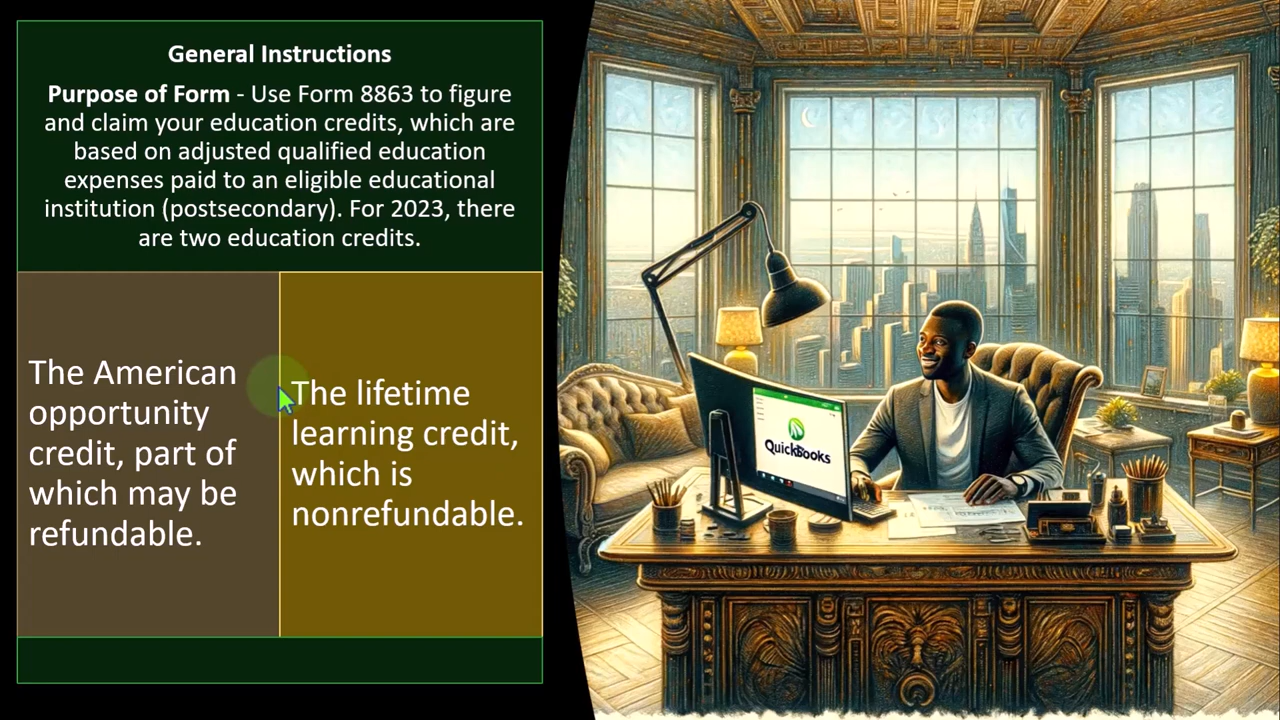 General Instructions
Purpose of Form - Use Form 8863 to figure
and claim your education credits, which are
based on adjusted qualified education
expenses paid to an eligible educational
institution (postsecondary). For 2023, there
are two education credits.
The American
opportunity
credit, part of
which may be
refundable.
The lifetime
learning credit,
which is
nonrefundable.
QuickBooks